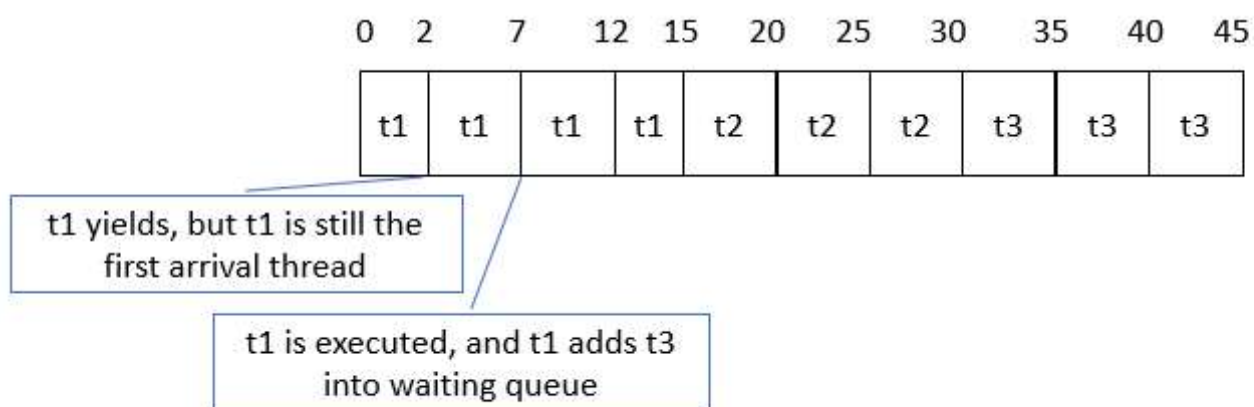 0 2 7 12 15 20 25 30 35 40 45
t1 t1 t1 t1 t2 t2 t2 t3 t3 t3
t1 yields, but t1 is still the
first arrival thread
t1 is executed, and t1 adds t3
into waiting queue